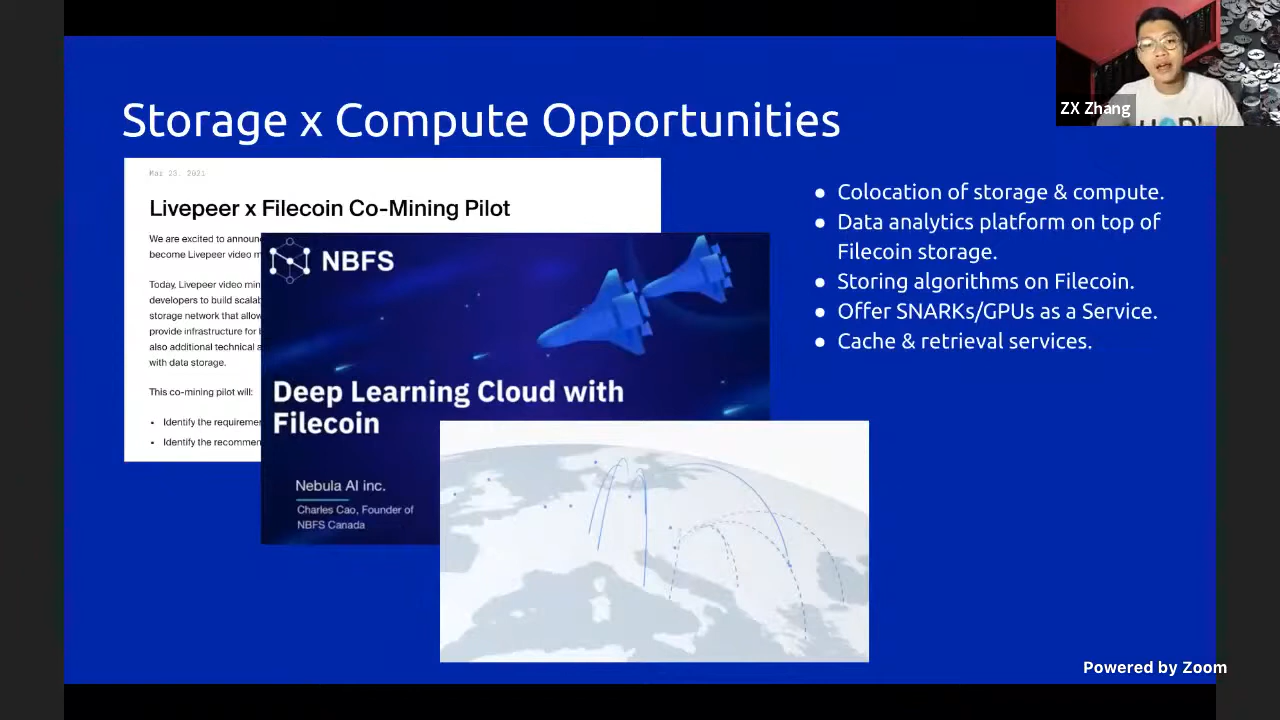 ZX Zhang
Storage x Compute Opportunities
Mar 23, 2021
Livepeer x Filecoin Co-Mining Pilot
We are excited to announ
become Livepeer video m
Today, Livepeer video min
developers to build scalab
storage network that allow
provide infrastructure for
also additional technical a
with data storage.
This co-mining pilot will:
• Identify the requireme
• Identify the recommen
NBFS
Deep Learning Cloud with
Filecoin
Nebula AI inc.
Charles Cao, Founder of
NBFS Canada
● Colocation of storage & compute.
● Data analytics platform on top of
Filecoin storage.
● Storing algorithms on Filecoin.
● Offer SNARKs/GPUs as a Service.
● Cache & retrieval services.
Powered by Zoom